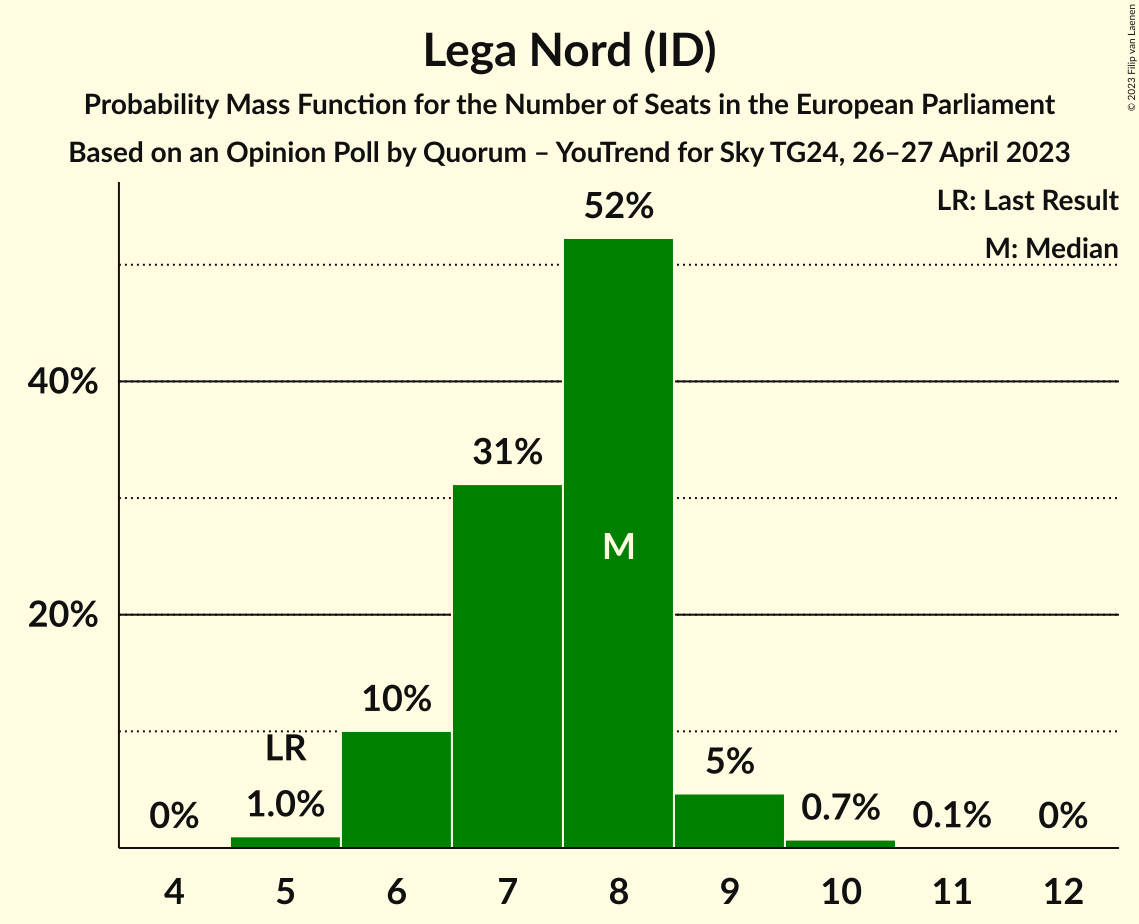 Lega Nord (ID)
Probability Mass Function for the Number of Seats in the European Parliament
Based on an Opinion Poll by Quorum – YouTrend for Sky TG24, 26–27 April 2023
© 2023 Filip van Laenen
LR: Last Result
M: Median
52%
40%
31%
M
20%
10%
LR
5%
0%
1.0%
0.7%
0.1%
0%
4 5 6 7 8 9 10 11 12